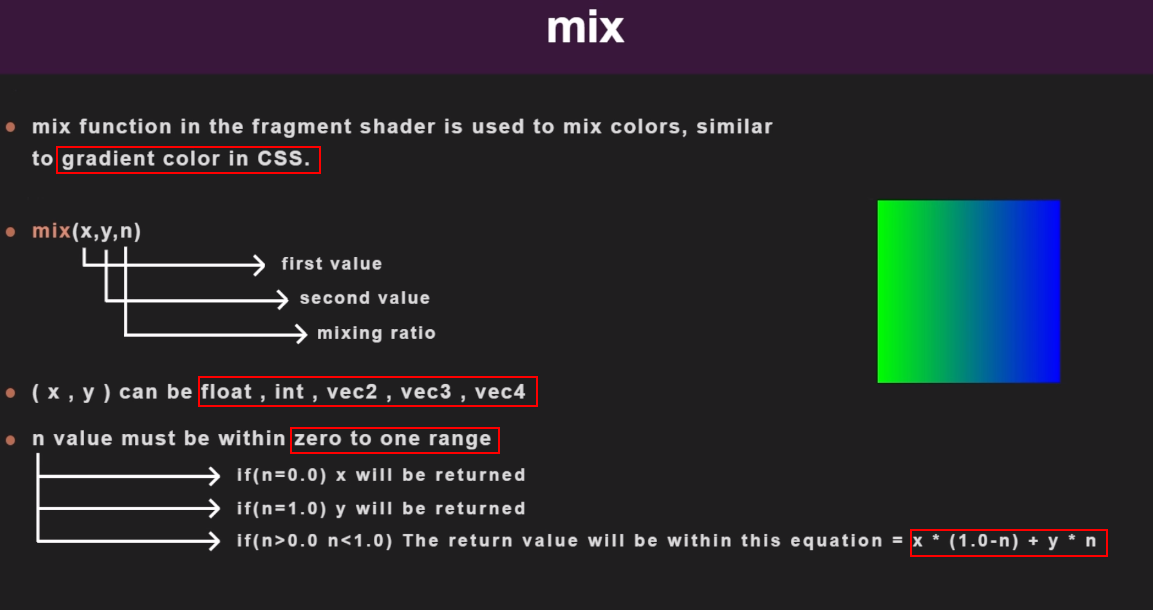 mix
mix function in the fragment shader is used to mix colors, similar
to gradient color in CSS.
mix(x,y,n)
first value
second value
mixing ratio
( x , y ) can be float , int , vec2 , vec3 , vec4
n value must be within zero to one range
if(n=0.0) x will be returned
if(n=1.0) y will be returned
if(n>0.0 n<1.0) The return value will be within this equation = x * (1.0-n) + y * n